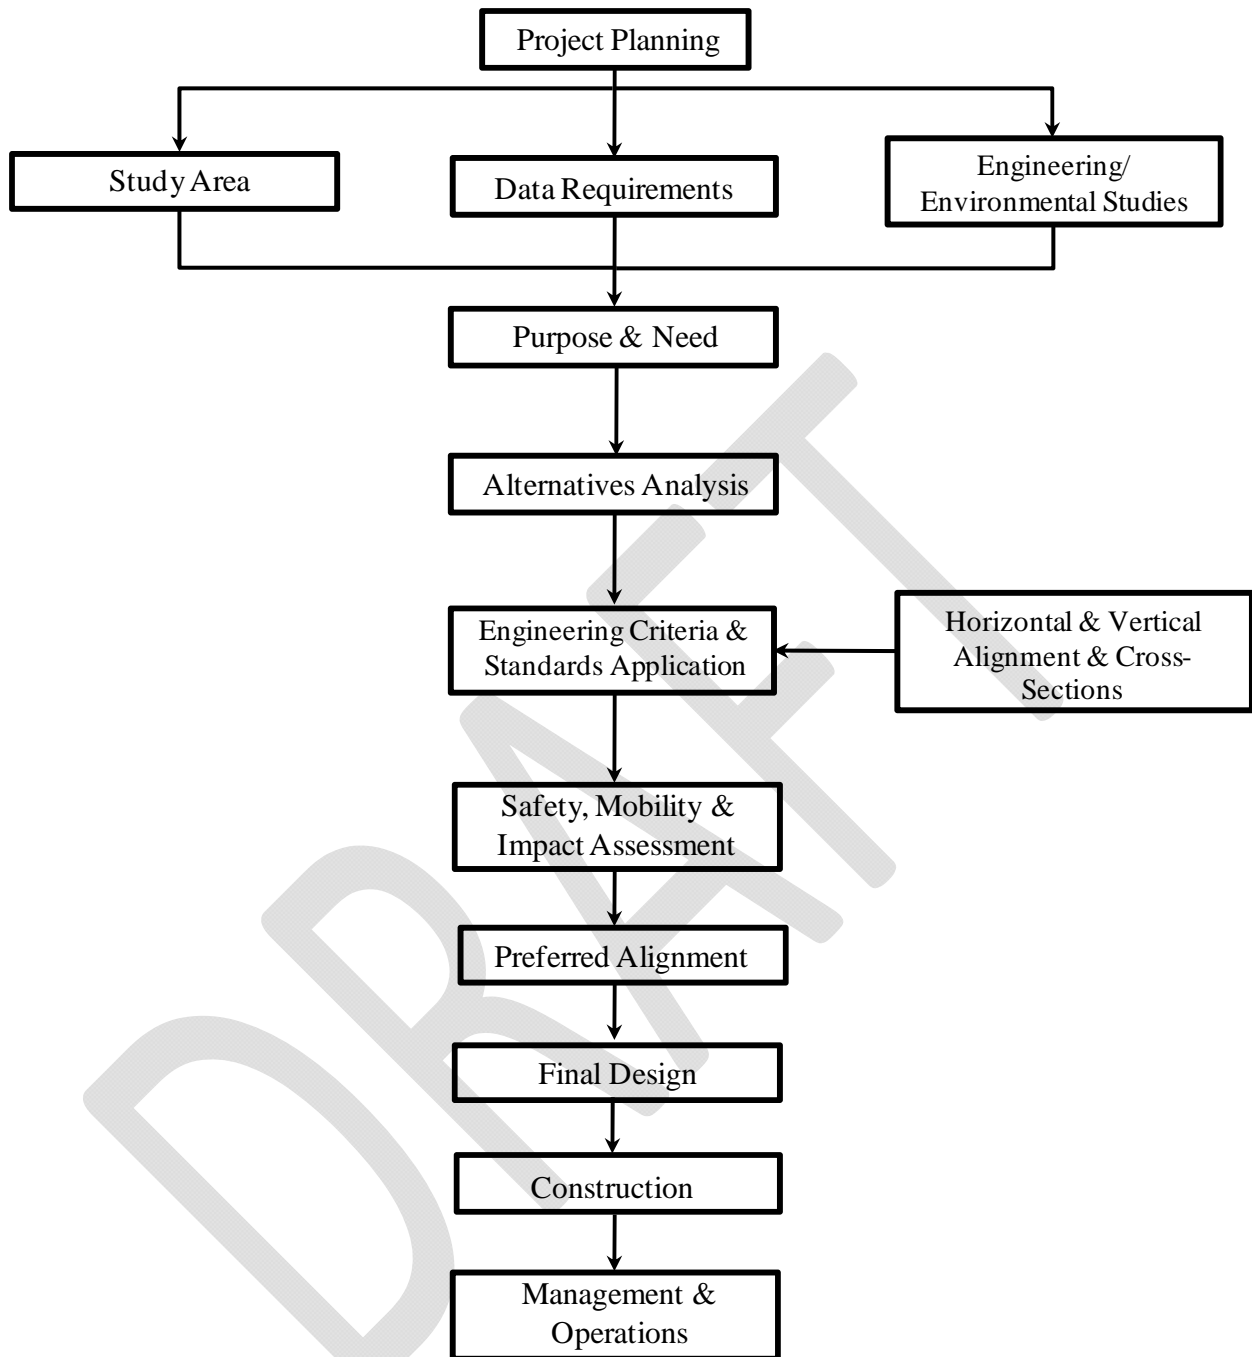 Project Planning
Study Area
Data Requirements
Engineering/
Environmental Studies
Purpose & Need
Alternatives Analysis
Engineering Criteria &
Standards Application
Horizontal & Vertical
Alignment & Cross-
Sections
Safety, Mobility &
Impact Assessment
Preferred Alignment
Final Design
Construction
Management &
Operations
DRAFT